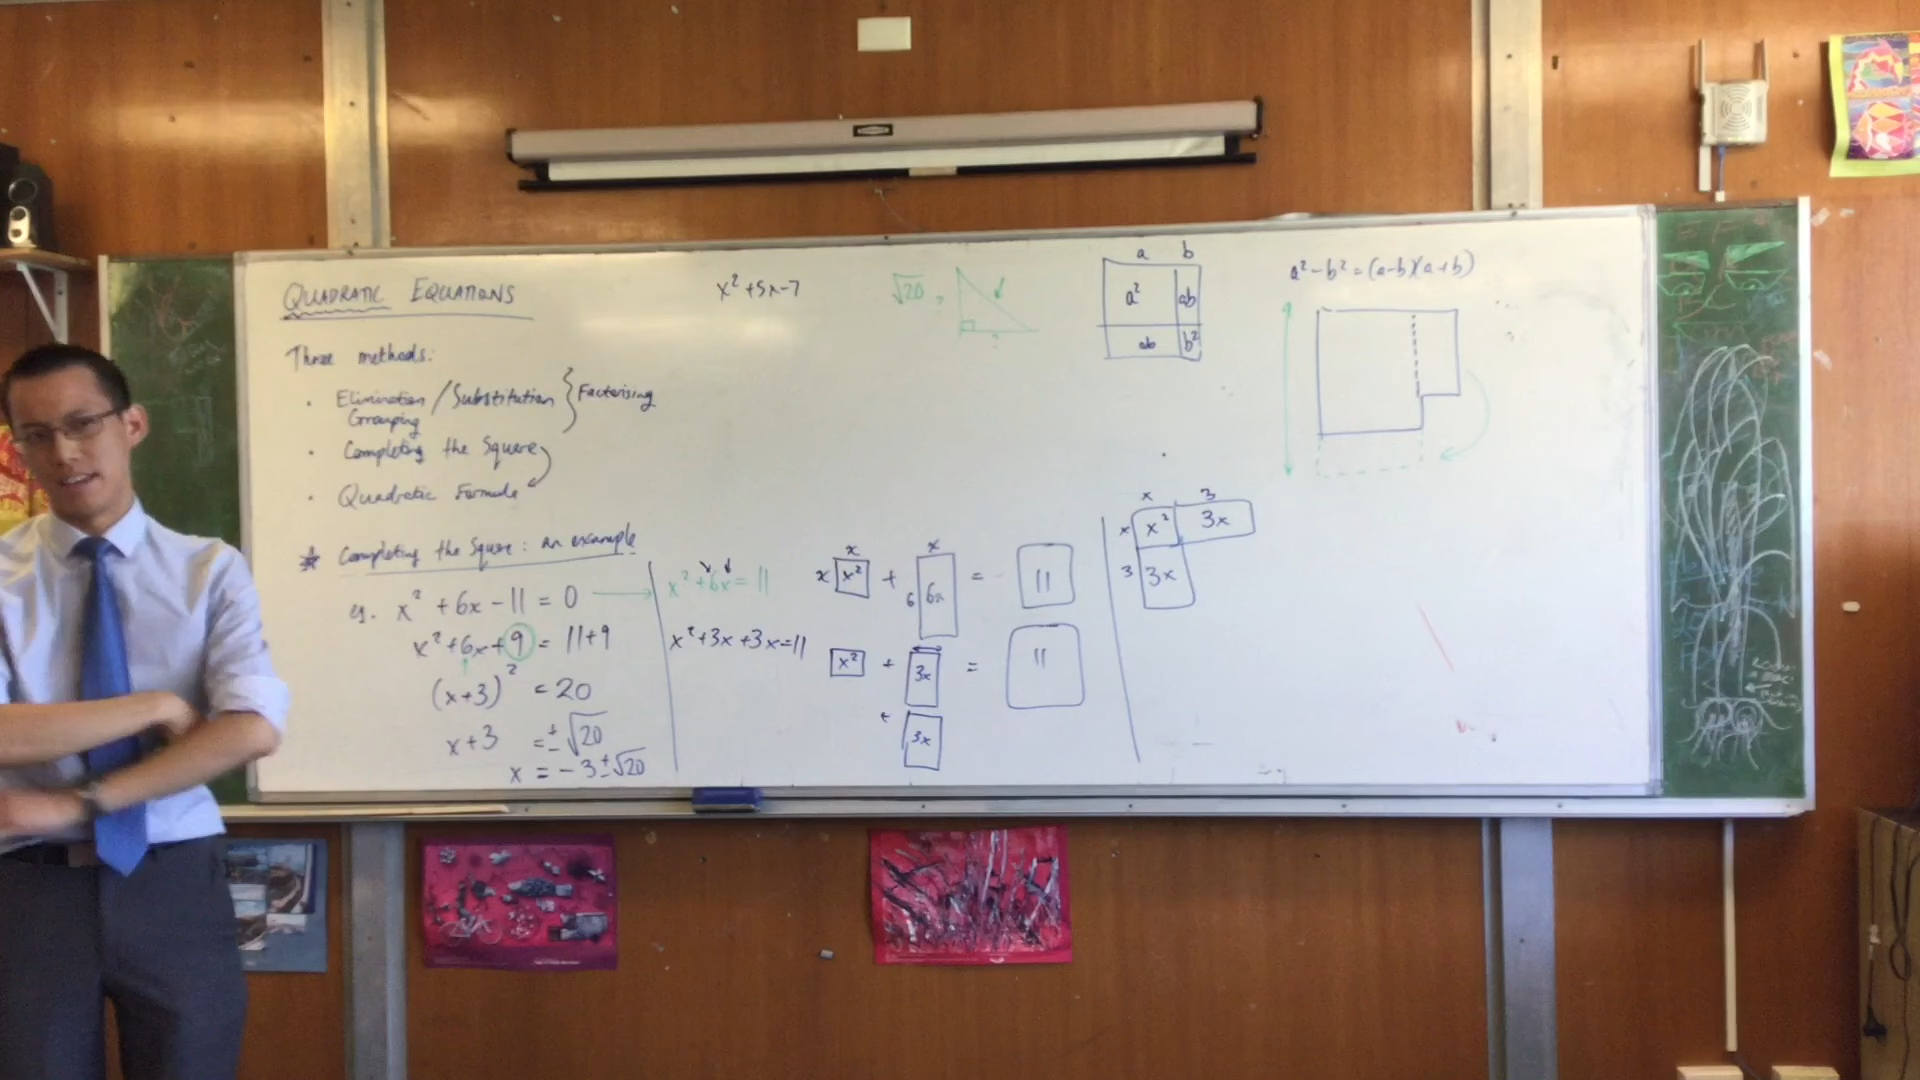 QUADRATIC EQUATIONS
Three methods:
• Elimination / Substitution } Factorising
Grouping
• Completing the Square
• Quadratic Formula
* Completing the Square: an example
eg. x² + 6x - 11 = 0
x² + 6x + 9 = 11 + 9
(x+3)² = 20
x+3 = ±√20
x = -3 ± √20
x² + 5x - 7
x² + 6x = 11
x² + 3x + 3x = 11
x
x x² + 6 6x = 11
x
x² + 3x = 11
+ 3x
√20 ?
?
a b
a² ab
ab b²
a² - b² = (a-b)(a+b)
x 3
x x² 3x
3 3x